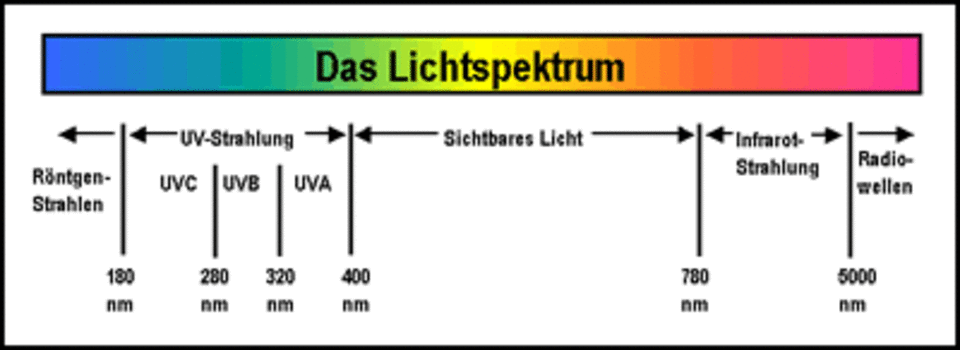 Das Lichtspektrum
UV-Strahlung
Sichtbares Licht
Infrarot-
Strahlung
Radio-
wellen
Röntgen-
Strahlen
UVC
UVB
UVA
180
nm
280
nm
320
nm
400
nm
780
nm
5000
nm